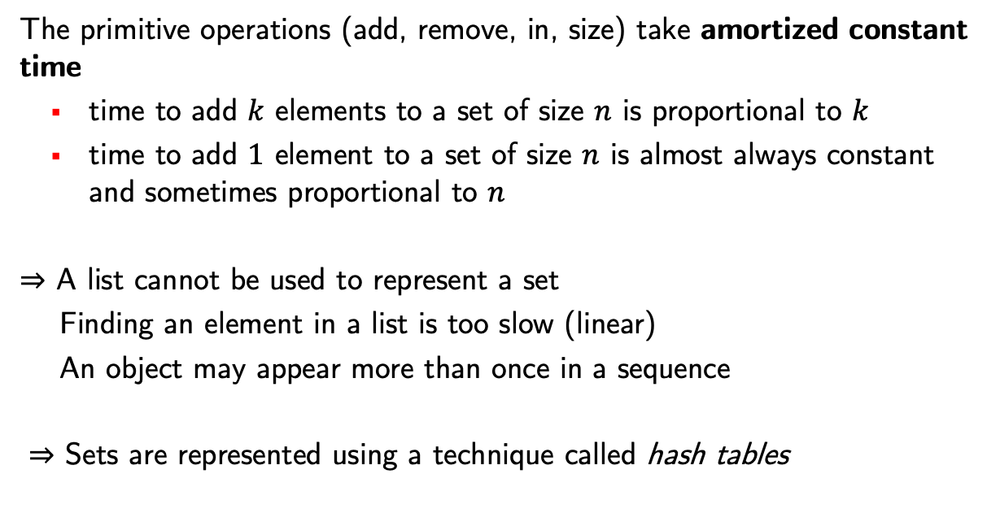 The primitive operations (add, remove, in, size) take amortized constant
time
▪ time to add k elements to a set of size n is proportional to k
▪ time to add 1 element to a set of size n is almost always constant
and sometimes proportional to n
⇒ A list cannot be used to represent a set
Finding an element in a list is too slow (linear)
An object may appear more than once in a sequence
⇒ Sets are represented using a technique called hash tables